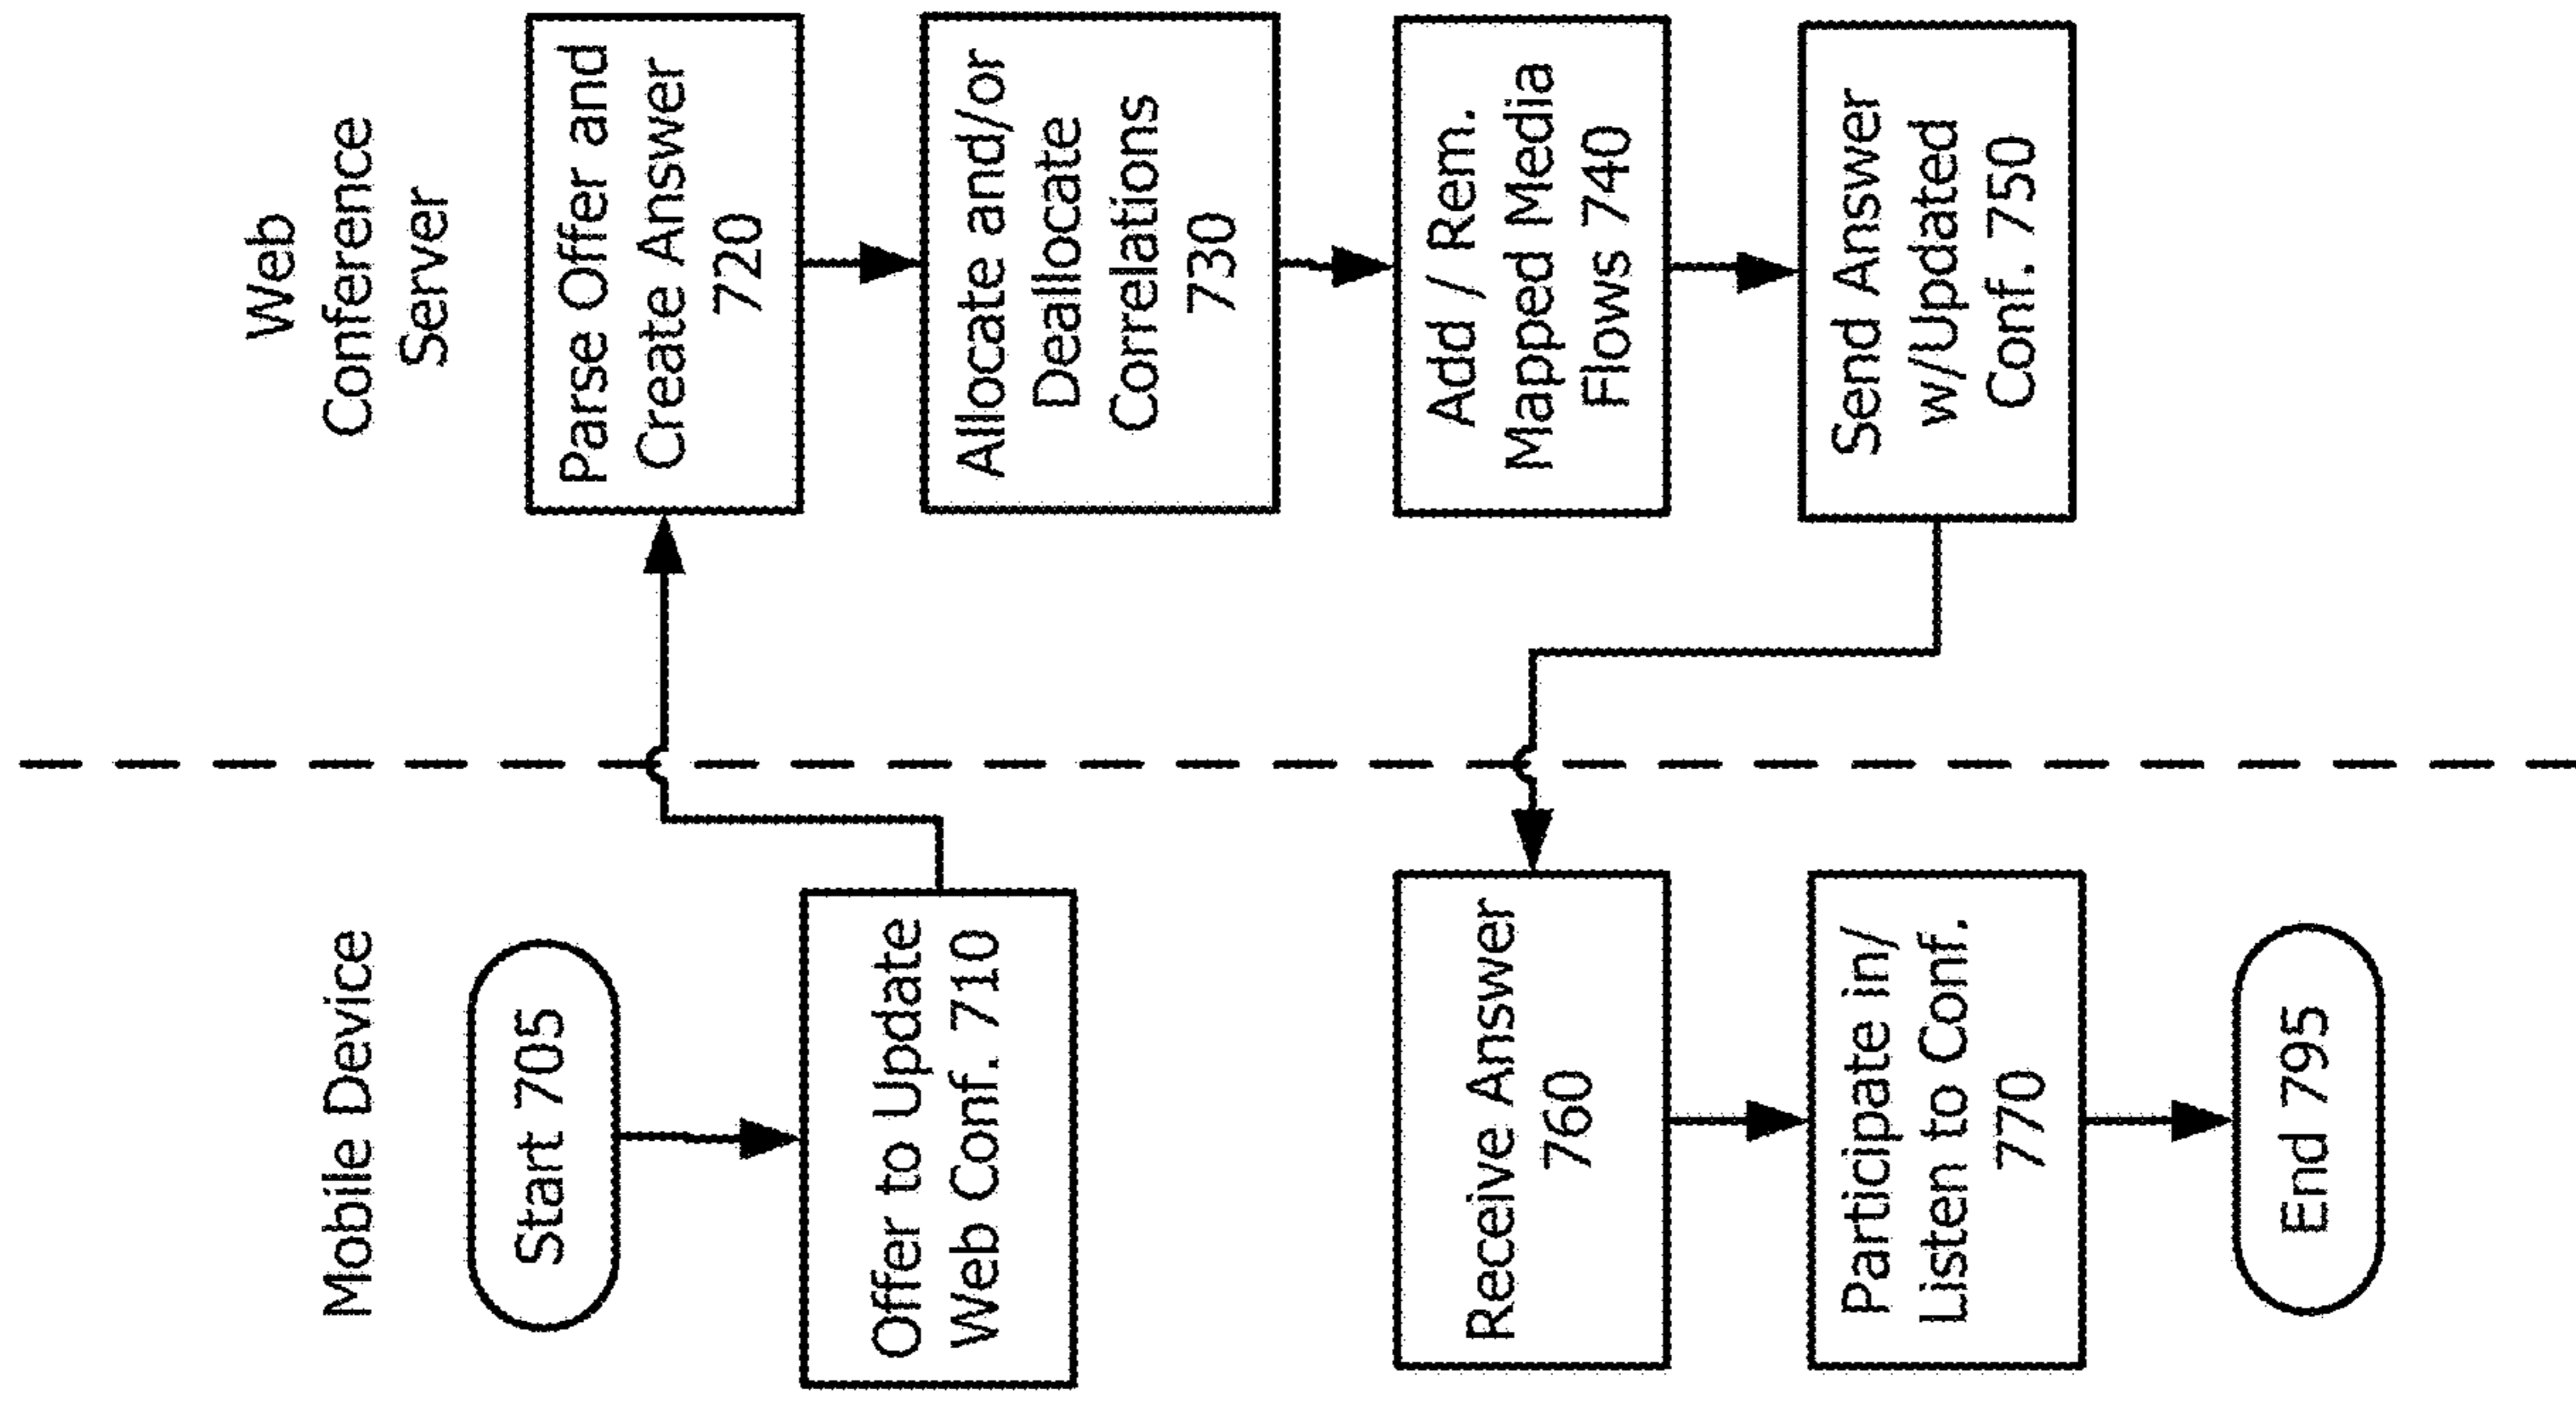 Mobile Device
Start 705
Offer to Update
Web Conf. 710
Receive Answer
760
Participate in/
Listen to Conf.
770
End 795
Web
Conference
Server
Parse Offer and
Create Answer
720
Allocate and/or
Deallocate
Correlations
730
Add / Rem.
Mapped Media
Flows 740
Send Answer
w/Updated
Conf. 750